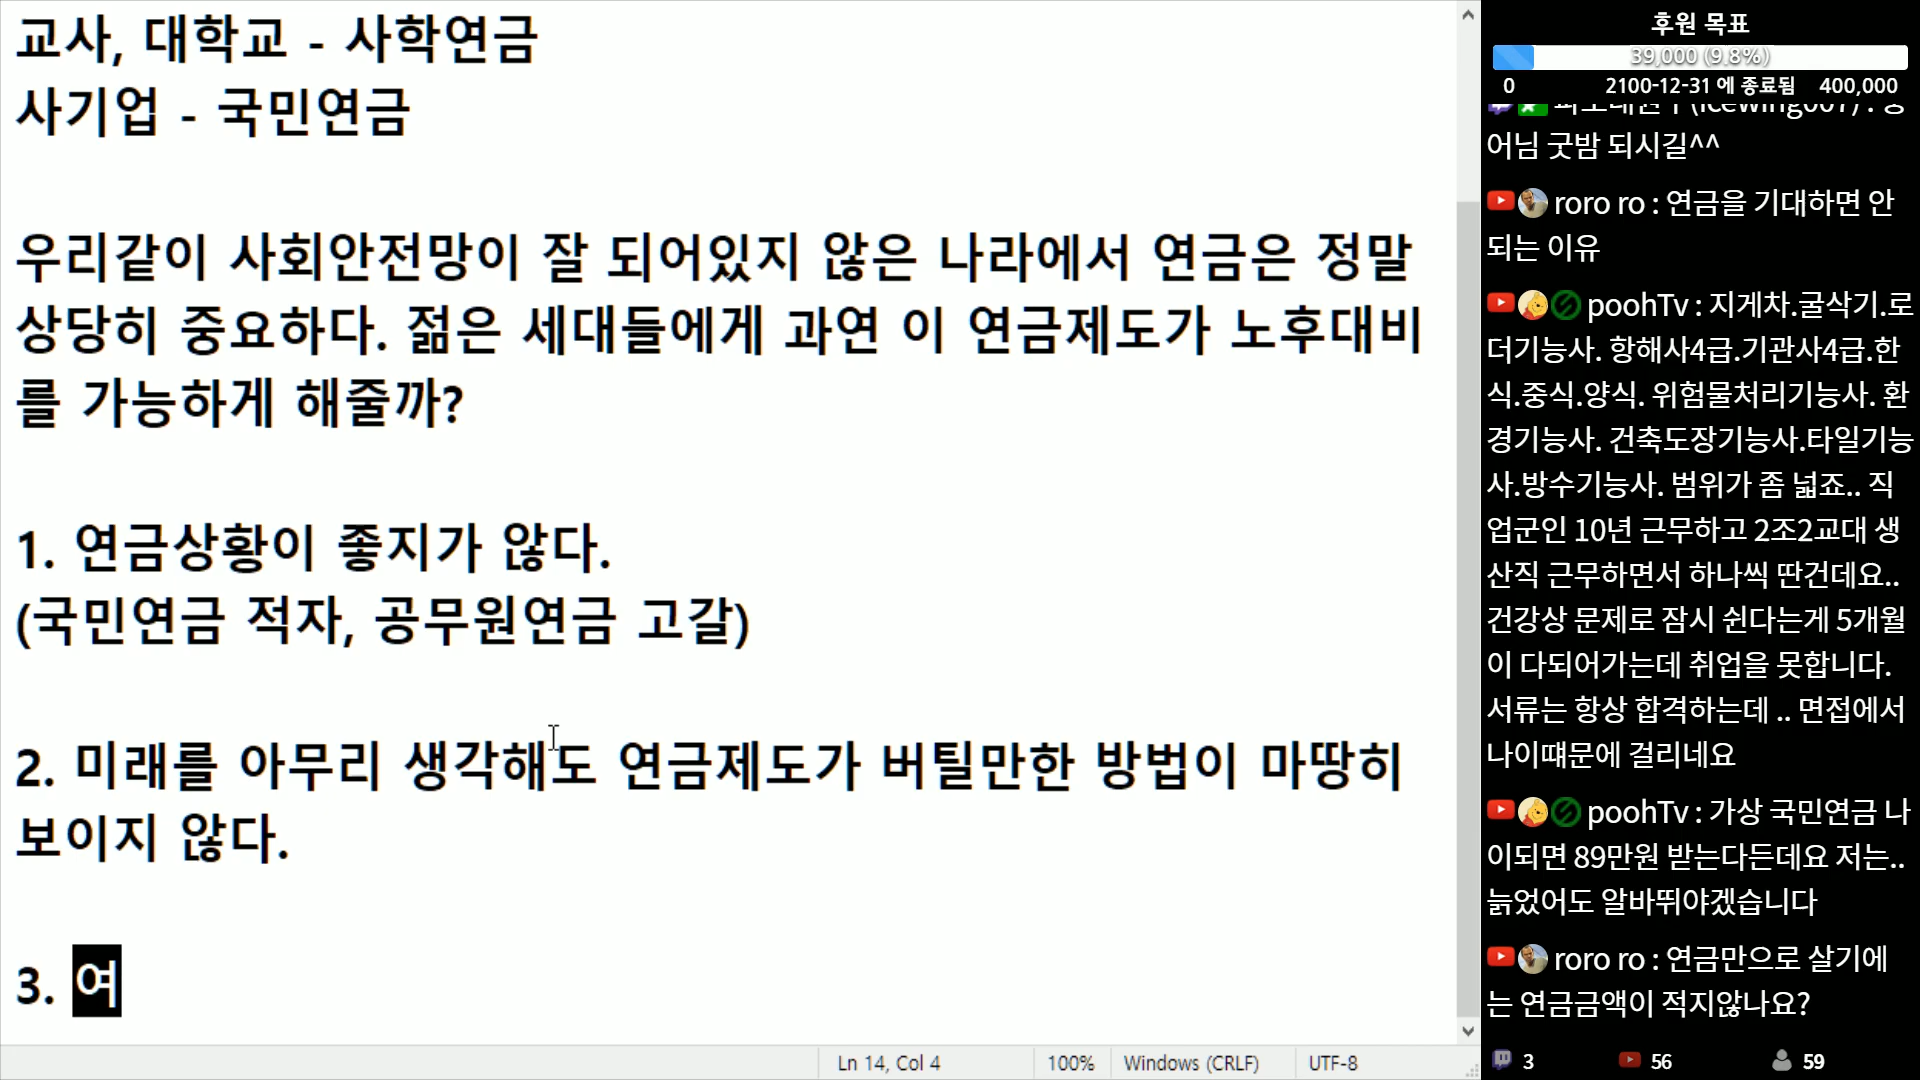 교사, 대학교 - 사학연금
사기업 - 국민연금
우리같이 사회안전망이 잘 되어있지 않은 나라에서 연금은 정말
상당히 중요하다. 젊은 세대들에게 과연 이 연금제도가 노후대비
를 가능하게 해줄까?
1. 연금상황이 좋지가 않다.
(국민연금 적자, 공무원연금 고갈)
2. 미래를 아무리 생각해도 연금제도가 버틸만한 방법이 마땅히
보이지 않다.
3. 여
Ln 14, Col 4
100%
Windows (CRLF)
UTF-8
후원 목표
39,000 (9.8%)
0 2100-12-31 에 종료됨 400,000
어님 굿밤 되시길^^
roro ro : 연금을 기대하면 안
되는 이유
poohTv : 지게차.굴삭기.로
더기능사. 항해사4급.기관사4급.한
식.중식.양식. 위험물처리기능사. 환
경기능사. 건축도장기능사.타일기능
사.방수기능사. 범위가 좀 넓죠.. 직
업군인 10년 근무하고 2조2교대 생
산직 근무하면서 하나씩 딴건데요..
건강상 문제로 잠시 쉰다는게 5개월
이 다되어가는데 취업을 못합니다.
서류는 항상 합격하는데 .. 면접에서
나이떄문에 걸리네요
poohTv : 가상 국민연금 나
이되면 89만원 받는다든데요 저는..
늙었어도 알바뛰야겠습니다
roro ro : 연금만으로 살기에
는 연금금액이 적지않나요?
3 56 59